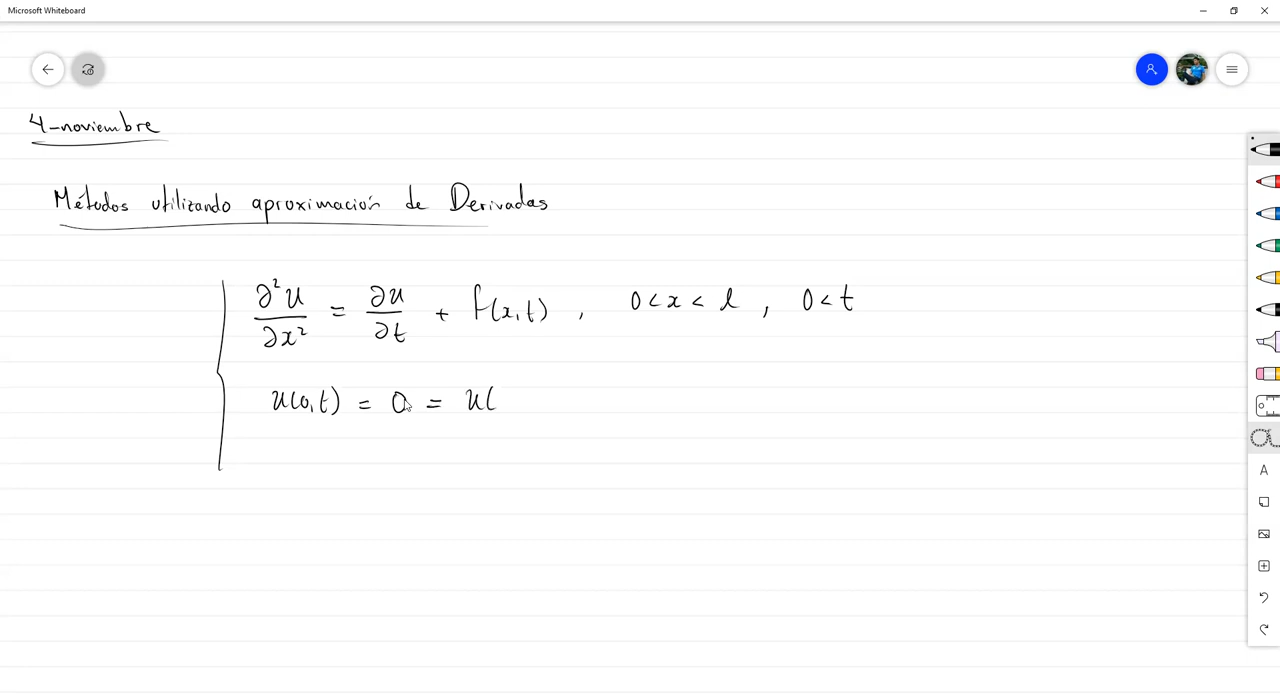 Microsoft Whiteboard
4-noviembre
Métodos utilizando aproximación de Derivadas
∂²u/∂x² = ∂u/∂t + f(x,t), 0<x<l, 0<t
u(0,t) = 0 = u(
A